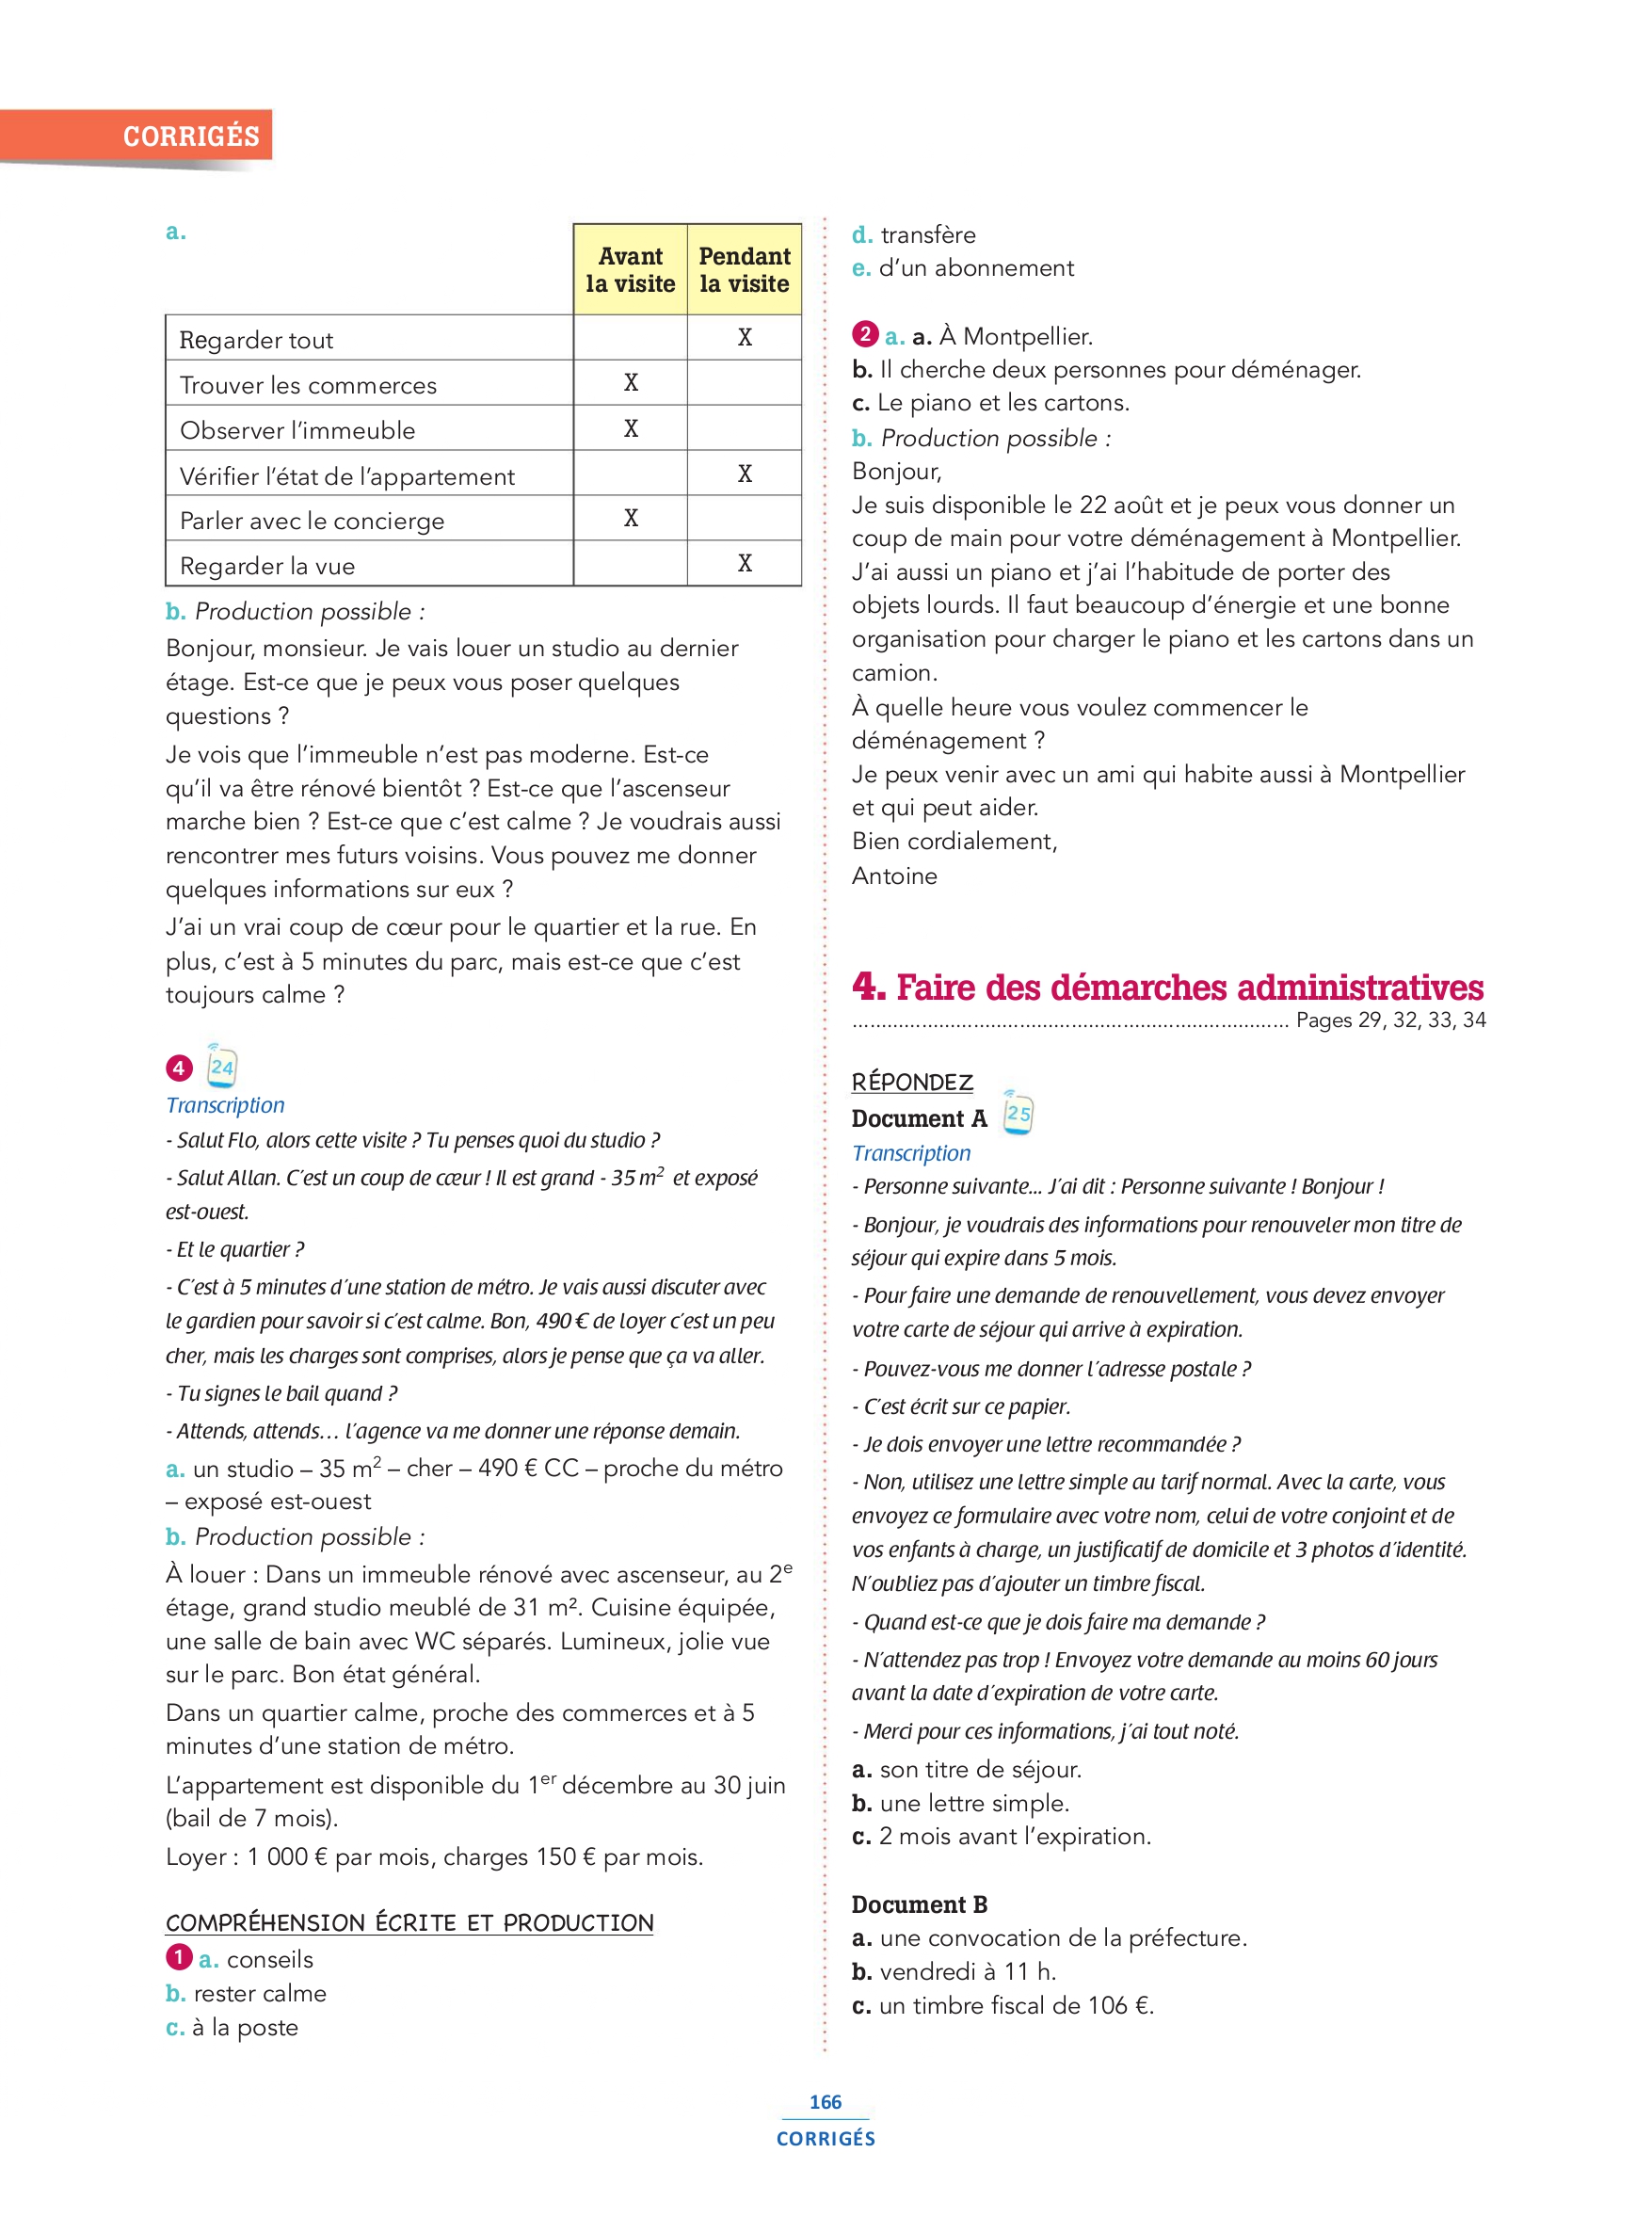 CORRIGÉS
a.
Avant
la visite
Pendant
la visite
Regarder tout X
Trouver les commerces X
Observer l'immeuble X
Vérifier l'état de l'appartement X
Parler avec le concierge X
Regarder la vue X
b. Production possible :
Bonjour, monsieur. Je vais louer un studio au dernier
étage. Est-ce que je peux vous poser quelques
questions ?
Je vois que l'immeuble n'est pas moderne. Est-ce
qu'il va être rénové bientôt ? Est-ce que l'ascenseur
marche bien ? Est-ce que c'est calme ? Je voudrais aussi
rencontrer mes futurs voisins. Vous pouvez me donner
quelques informations sur eux ?
J'ai un vrai coup de cœur pour le quartier et la rue. En
plus, c'est à 5 minutes du parc, mais est-ce que c'est
toujours calme ?
4 24
Transcription
- Salut Flo, alors cette visite ? Tu penses quoi du studio ?
- Salut Allan. C'est un coup de cœur ! Il est grand - 35 m² et exposé
est-ouest.
- Et le quartier ?
- C'est à 5 minutes d'une station de métro. Je vais aussi discuter avec
le gardien pour savoir si c'est calme. Bon, 490 € de loyer c'est un peu
cher, mais les charges sont comprises, alors je pense que ça va aller.
- Tu signes le bail quand ?
- Attends, attends... l'agence va me donner une réponse demain.
a. un studio – 35 m² – cher – 490 € CC – proche du métro
– exposé est-ouest
b. Production possible :
À louer : Dans un immeuble rénové avec ascenseur, au 2e
étage, grand studio meublé de 31 m². Cuisine équipée,
une salle de bain avec WC séparés. Lumineux, jolie vue
sur le parc. Bon état général.
Dans un quartier calme, proche des commerces et à 5
minutes d'une station de métro.
L'appartement est disponible du 1er décembre au 30 juin
(bail de 7 mois).
Loyer : 1 000 € par mois, charges 150 € par mois.
COMPRÉHENSION ÉCRITE ET PRODUCTION
1 a. conseils
b. rester calme
c. à la poste
d. transfère
e. d'un abonnement
2 a. a. À Montpellier.
b. Il cherche deux personnes pour déménager.
c. Le piano et les cartons.
b. Production possible :
Bonjour,
Je suis disponible le 22 août et je peux vous donner un
coup de main pour votre déménagement à Montpellier.
J'ai aussi un piano et j'ai l'habitude de porter des
objets lourds. Il faut beaucoup d'énergie et une bonne
organisation pour charger le piano et les cartons dans un
camion.
À quelle heure vous voulez commencer le
déménagement ?
Je peux venir avec un ami qui habite aussi à Montpellier
et qui peut aider.
Bien cordialement,
Antoine
4. Faire des démarches administratives
........................................................................ Pages 29, 32, 33, 34
RÉPONDEZ
Document A 25
Transcription
- Personne suivante... J'ai dit : Personne suivante ! Bonjour !
- Bonjour, je voudrais des informations pour renouveler mon titre de
séjour qui expire dans 5 mois.
- Pour faire une demande de renouvellement, vous devez envoyer
votre carte de séjour qui arrive à expiration.
- Pouvez-vous me donner l'adresse postale ?
- C'est écrit sur ce papier.
- Je dois envoyer une lettre recommandée ?
- Non, utilisez une lettre simple au tarif normal. Avec la carte, vous
envoyez ce formulaire avec votre nom, celui de votre conjoint et de
vos enfants à charge, un justificatif de domicile et 3 photos d'identité.
N'oubliez pas d'ajouter un timbre fiscal.
- Quand est-ce que je dois faire ma demande ?
- N'attendez pas trop ! Envoyez votre demande au moins 60 jours
avant la date d'expiration de votre carte.
- Merci pour ces informations, j'ai tout noté.
a. son titre de séjour.
b. une lettre simple.
c. 2 mois avant l'expiration.
Document B
a. une convocation de la préfecture.
b. vendredi à 11 h.
c. un timbre fiscal de 106 €.
166
CORRIGÉS